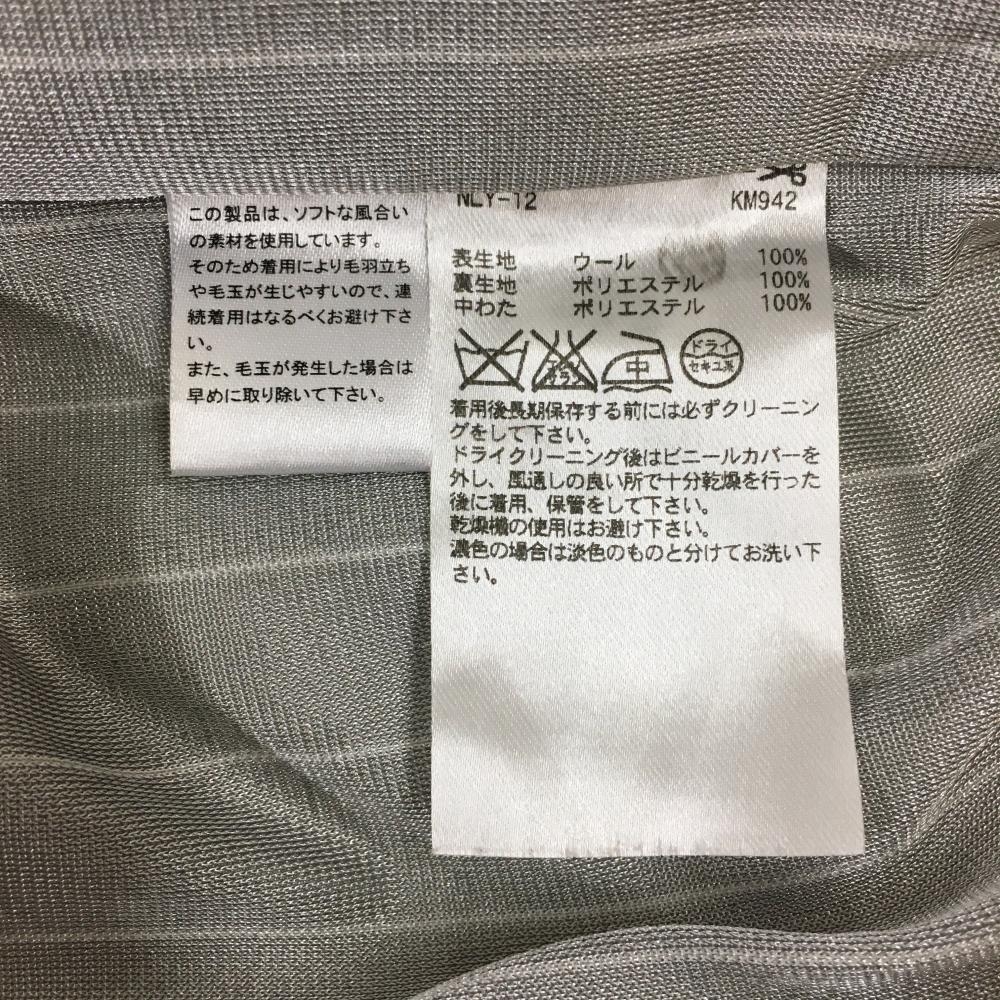 この製品は、ソフトな風合い
の素材を使用しています。
そのため着用により毛羽立ち
や毛玉が生じやすいので、連
続着用はなるべくお避け下さ
い。
また、毛玉が発生した場合は
早めに取り除いて下さい。
NLY-12 KM942
表生地 ウール 100%
裏生地 ポリエステル 100%
中わた ポリエステル 100%
エンソ
サラシ
中
ドライ
セキユ系
着用後長期保存する前には必ずクリーニン
グをして下さい。
ドライクリーニング後はビニールカバーを
外し、風通しの良い所で十分乾燥を行った
後に着用、保管をして下さい。
乾燥機の使用はお避け下さい。
濃色の場合は淡色のものと分けてお洗い下
さい。